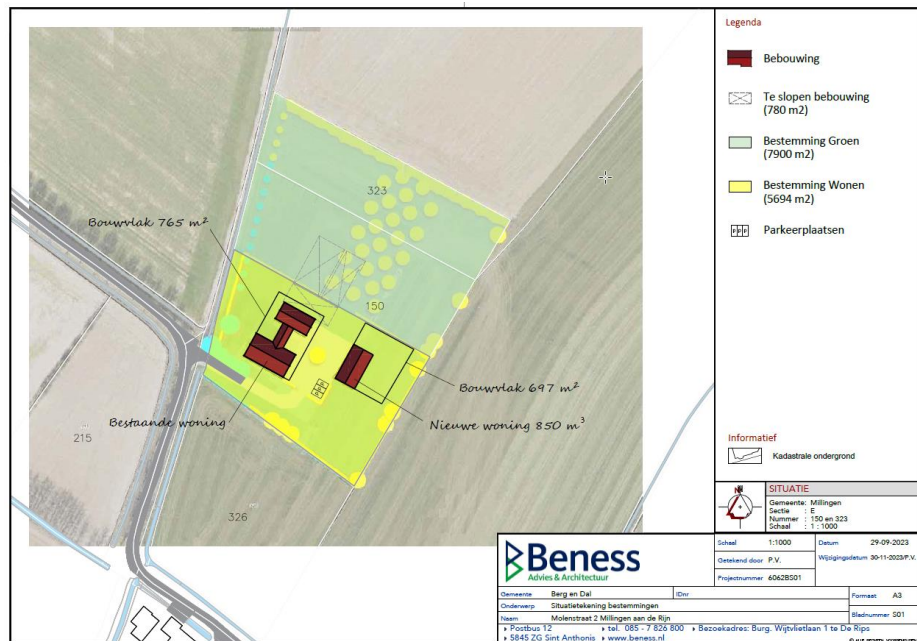 Legenda
Bebouwing
Te slopen bebouwing
(780 m2)
Bestemming Groen
(7900 m2)
Bestemming Wonen
(5694 m2)
PPP Parkeerplaatsen
323
Bouwvlak 765 m²
150
Bouwvlak 697 m²
PPP
Bestaande woning
Nieuwe woning 850 m³
215
326
Informatief
Kadastrale ondergrond
N
SITUATIE
Gemeente: Millingen
Sectie : E
Nummer : 150 en 323
Schaal : 1 : 1000
Beness
Advies & Architectuur
Schaal 1:1000 Datum 29-09-2023
Getekend door P.V. Wijzigingsdatum 30-11-2023/P.V.
Projectnummer 6062BS01
Gemeente Berg en Dal IDnr Formaat A3
Onderwerp Situatietekening bestemmingen
Naam Molenstraat 2 Millingen aan de Rijn Bladnummer S01
Postbus 12 tel. 085 - 7 826 800 Bezoekadres: Burg. Wijtvlietlaan 1 te De Rips
5845 ZG Sint Anthonis www.beness.nl